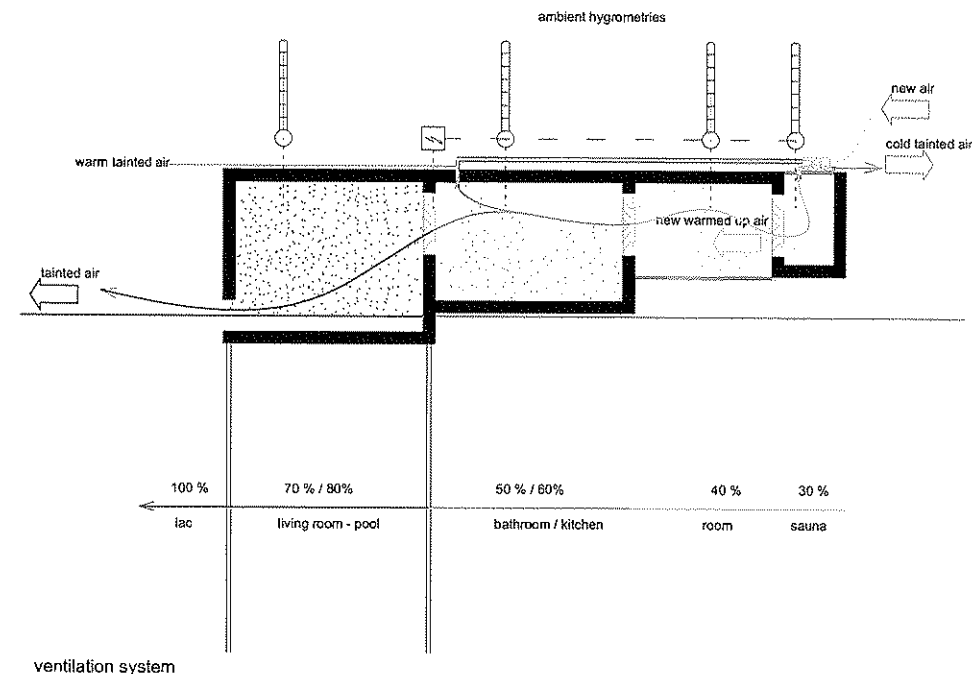 ambient hygrometries
new air
cold tainted air
warm tainted air
new warmed up air
tainted air
100 %
70 % / 80%
50 % / 60%
40 %
30 %
lac
living room - pool
bathroom / kitchen
room
sauna
ventilation system